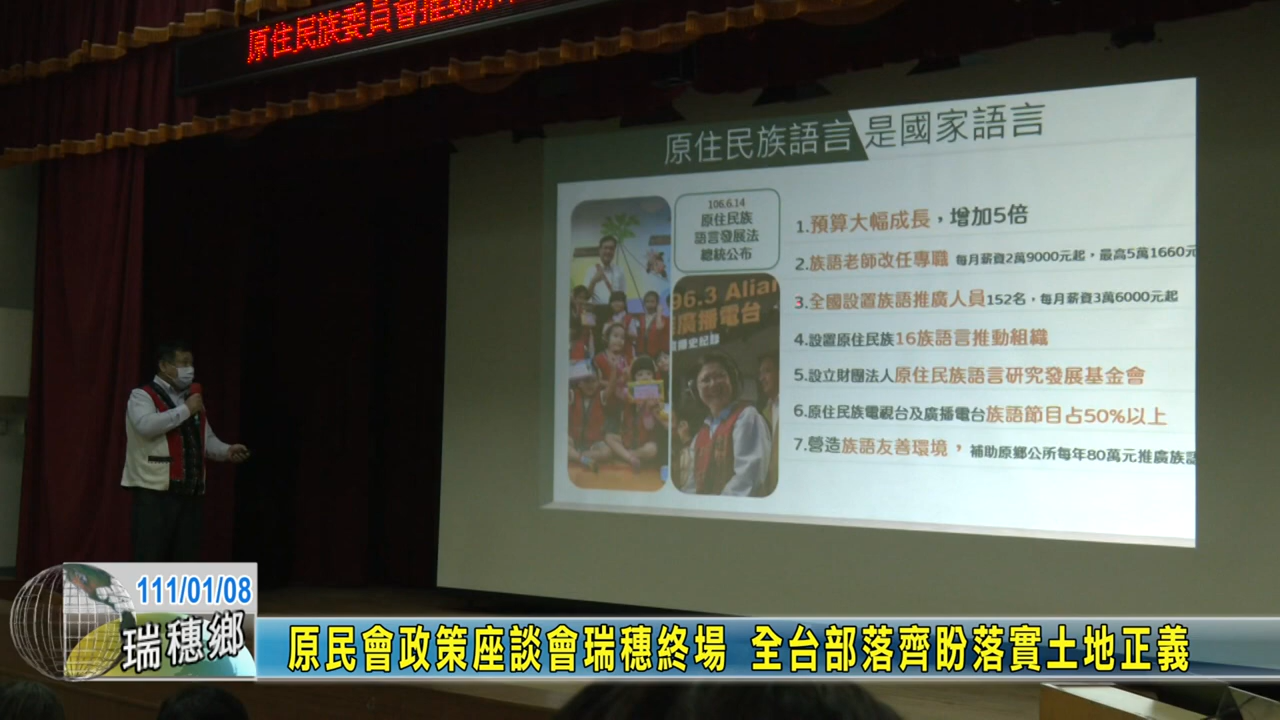 原住民族委員會推動
原住民族語言是國家語言
106.6.14
原住民族
語言發展法
總統公布
96.3 Alian
廣播電台
1.預算大幅成長，增加5倍
2.族語老師改任專職 每月薪資2萬9000元起，最高5萬1660元
3.全國設置族語推廣人員152名，每月薪資3萬6000元起
4.設置原住民族16族語言推動組織
5.設立財團法人原住民族語言研究發展基金會
6.原住民族電視台及廣播電台族語節目占50%以上
7.營造族語友善環境，補助原鄉公所每年80萬元推廣族語
111/01/08
瑞穗鄉
原民會政策座談會瑞穗終場 全台部落齊盼落實土地正義